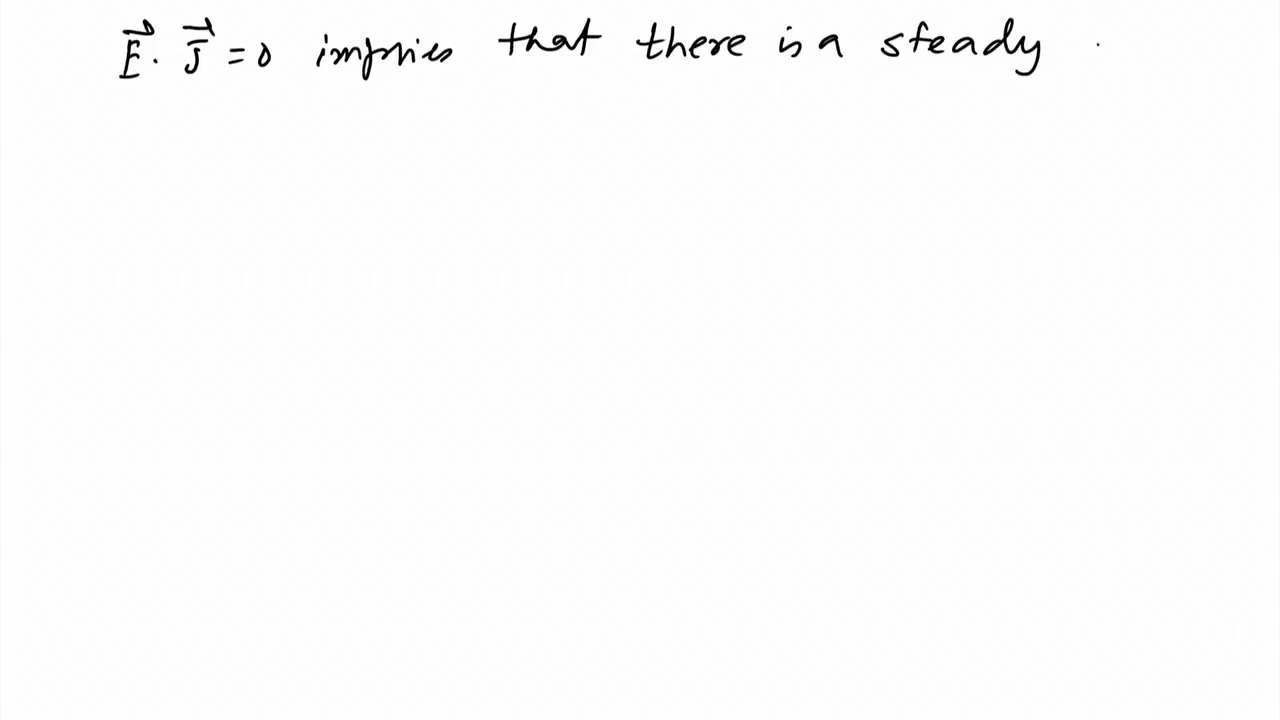 E⃗ · J⃗ = 0 implies that there is a steady